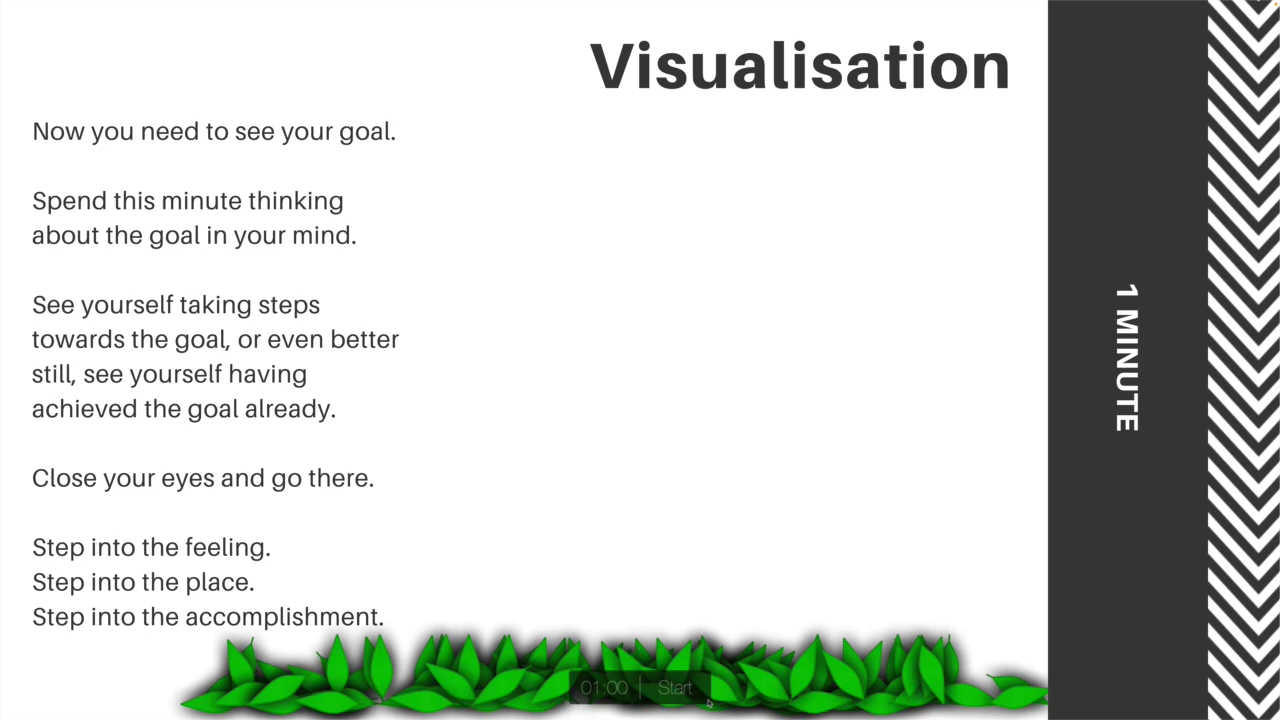 Visualisation
Now you need to see your goal.
Spend this minute thinking
about the goal in your mind.
See yourself taking steps
towards the goal, or even better
still, see yourself having
achieved the goal already.
Close your eyes and go there.
Step into the feeling.
Step into the place.
Step into the accomplishment.
1 MINUTE
01:00 | Start